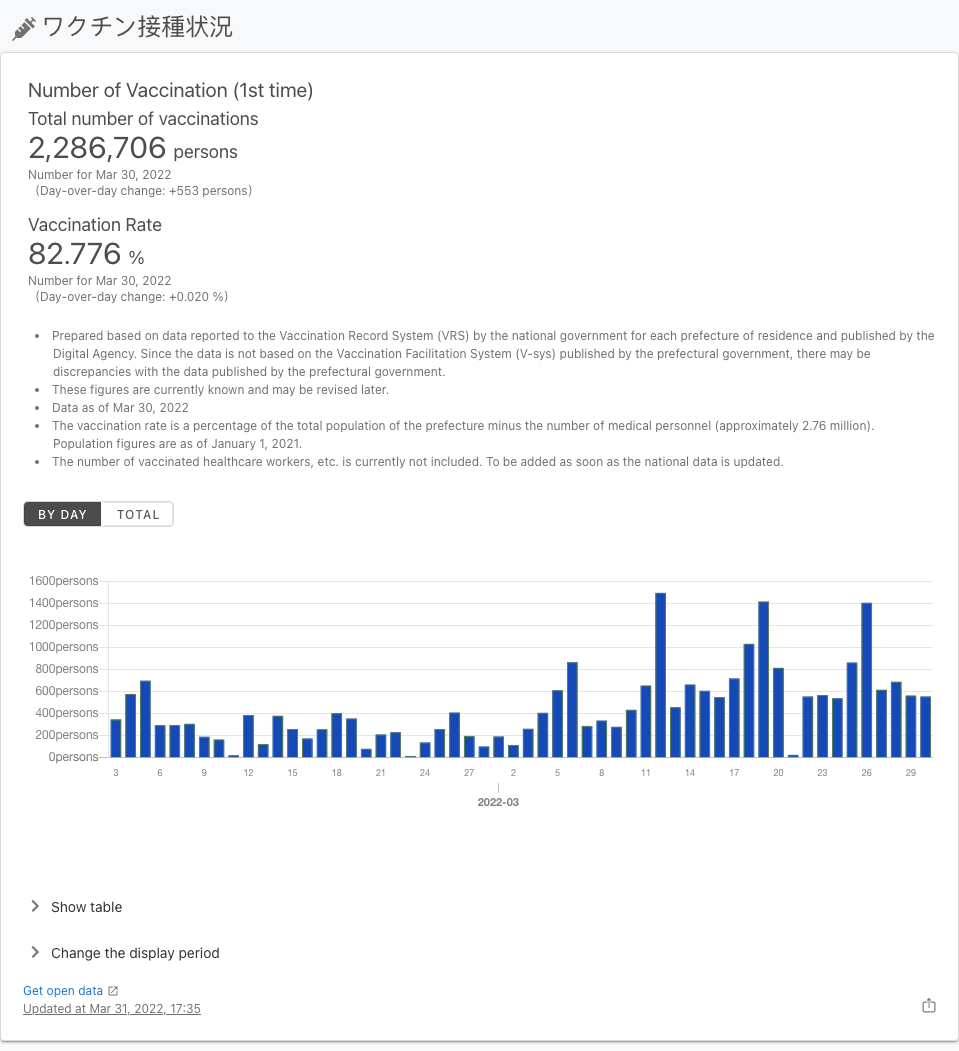 ワクチン接種状況
Number of Vaccination (1st time)
Total number of vaccinations
2,286,706 persons
Number for Mar 30, 2022
(Day-over-day change: +553 persons)
Vaccination Rate
82.776 %
Number for Mar 30, 2022
(Day-over-day change: +0.020 %)
• Prepared based on data reported to the Vaccination Record System (VRS) by the national government for each prefecture of residence and published by the
Digital Agency. Since the data is not based on the Vaccination Facilitation System (V-sys) published by the prefectural government, there may be
discrepancies with the data published by the prefectural government.
• These figures are currently known and may be revised later.
• Data as of Mar 30, 2022
• The vaccination rate is a percentage of the total population of the prefecture minus the number of medical personnel (approximately 2.76 million).
Population figures are as of January 1, 2021.
• The number of vaccinated healthcare workers, etc. is currently not included. To be added as soon as the national data is updated.
BY DAY TOTAL
1600persons
1400persons
1200persons
1000persons
800persons
600persons
400persons
200persons
0persons
3 6 9 12 15 18 21 24 27 2 5 8 11 14 17 20 23 26 29
2022-03
Show table
Change the display period
Get open data
Updated at Mar 31, 2022, 17:35